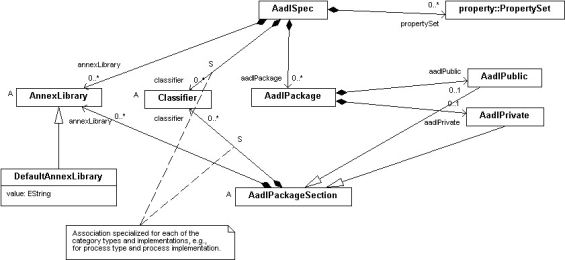 AadlSpec
property::PropertySet
0..*
propertySet
annexLibrary
S
classifier
0..*
0..*
aadlPackage
0..*
aadlPublic
AadlPublic
A
AnnexLibrary
A
Classifier
AadlPackage
0..1
0..1
AadlPrivate
annexLibrary
0..*
classifier
0..*
aadlPrivate
S
DefaultAnnexLibrary
value: EString
A
AadlPackageSection
Association specialized for each of the
category types and implementations, e.g.,
for process type and process implementation.